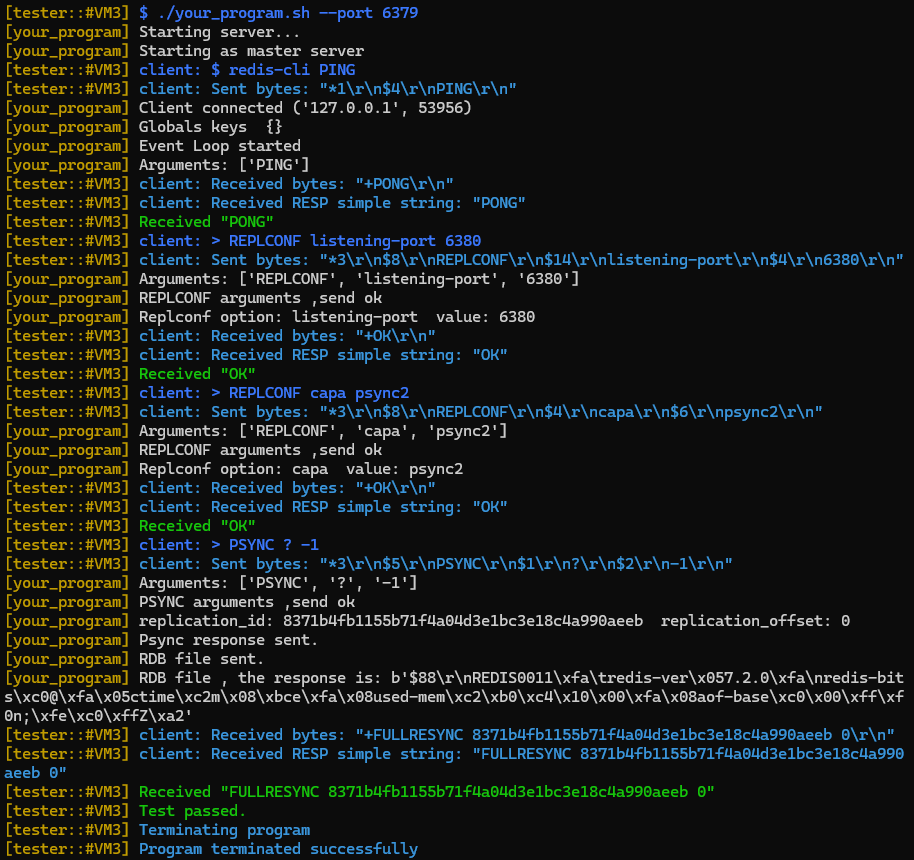 [tester::#VM3] $ ./your_program.sh --port 6379
[your_program] Starting server...
[your_program] Starting as master server
[tester::#VM3] client: $ redis-cli PING
[tester::#VM3] client: Sent bytes: "*1\r\n$4\r\nPING\r\n"
[your_program] Client connected ('127.0.0.1', 53956)
[your_program] Globals keys  {}
[your_program] Event Loop started
[your_program] Arguments: ['PING']
[tester::#VM3] client: Received bytes: "+PONG\r\n"
[tester::#VM3] client: Received RESP simple string: "PONG"
[tester::#VM3] Received "PONG"
[tester::#VM3] client: > REPLCONF listening-port 6380
[tester::#VM3] client: Sent bytes: "*3\r\n$8\r\nREPLCONF\r\n$14\r\nlistening-port\r\n$4\r\n6380\r\n"
[your_program] Arguments: ['REPLCONF', 'listening-port', '6380']
[your_program] REPLCONF arguments ,send ok
[your_program] Replconf option: listening-port  value: 6380
[tester::#VM3] client: Received bytes: "+OK\r\n"
[tester::#VM3] client: Received RESP simple string: "OK"
[tester::#VM3] Received "OK"
[tester::#VM3] client: > REPLCONF capa psync2
[tester::#VM3] client: Sent bytes: "*3\r\n$8\r\nREPLCONF\r\n$4\r\ncapa\r\n$6\r\npsync2\r\n"
[your_program] Arguments: ['REPLCONF', 'capa', 'psync2']
[your_program] REPLCONF arguments ,send ok
[your_program] Replconf option: capa  value: psync2
[tester::#VM3] client: Received bytes: "+OK\r\n"
[tester::#VM3] client: Received RESP simple string: "OK"
[tester::#VM3] Received "OK"
[tester::#VM3] client: > PSYNC ? -1
[tester::#VM3] client: Sent bytes: "*3\r\n$5\r\nPSYNC\r\n$1\r\n?\r\n$2\r\n-1\r\n"
[your_program] Arguments: ['PSYNC', '?', '-1']
[your_program] PSYNC arguments ,send ok
[your_program] replication_id: 8371b4fb1155b71f4a04d3e1bc3e18c4a990aeeb  replication_offset: 0
[your_program] Psync response sent.
[your_program] RDB file sent.
[your_program] RDB file , the response is: b'$88\r\nREDIS0011\xfa\tredis-ver\x057.2.0\xfa\nredis-bit
s\xc0@\xfa\x05ctime\xc2m\x08\xbce\xfa\x08used-mem\xc2\xb0\xc4\x10\x00\xfa\x08aof-base\xc0\x00\xff\xf
0n;\xfe\xc0\xffZ\xa2'
[tester::#VM3] client: Received bytes: "+FULLRESYNC 8371b4fb1155b71f4a04d3e1bc3e18c4a990aeeb 0\r\n"
[tester::#VM3] client: Received RESP simple string: "FULLRESYNC 8371b4fb1155b71f4a04d3e1bc3e18c4a990
aeeb 0"
[tester::#VM3] Received "FULLRESYNC 8371b4fb1155b71f4a04d3e1bc3e18c4a990aeeb 0"
[tester::#VM3] Test passed.
[tester::#VM3] Terminating program
[tester::#VM3] Program terminated successfully